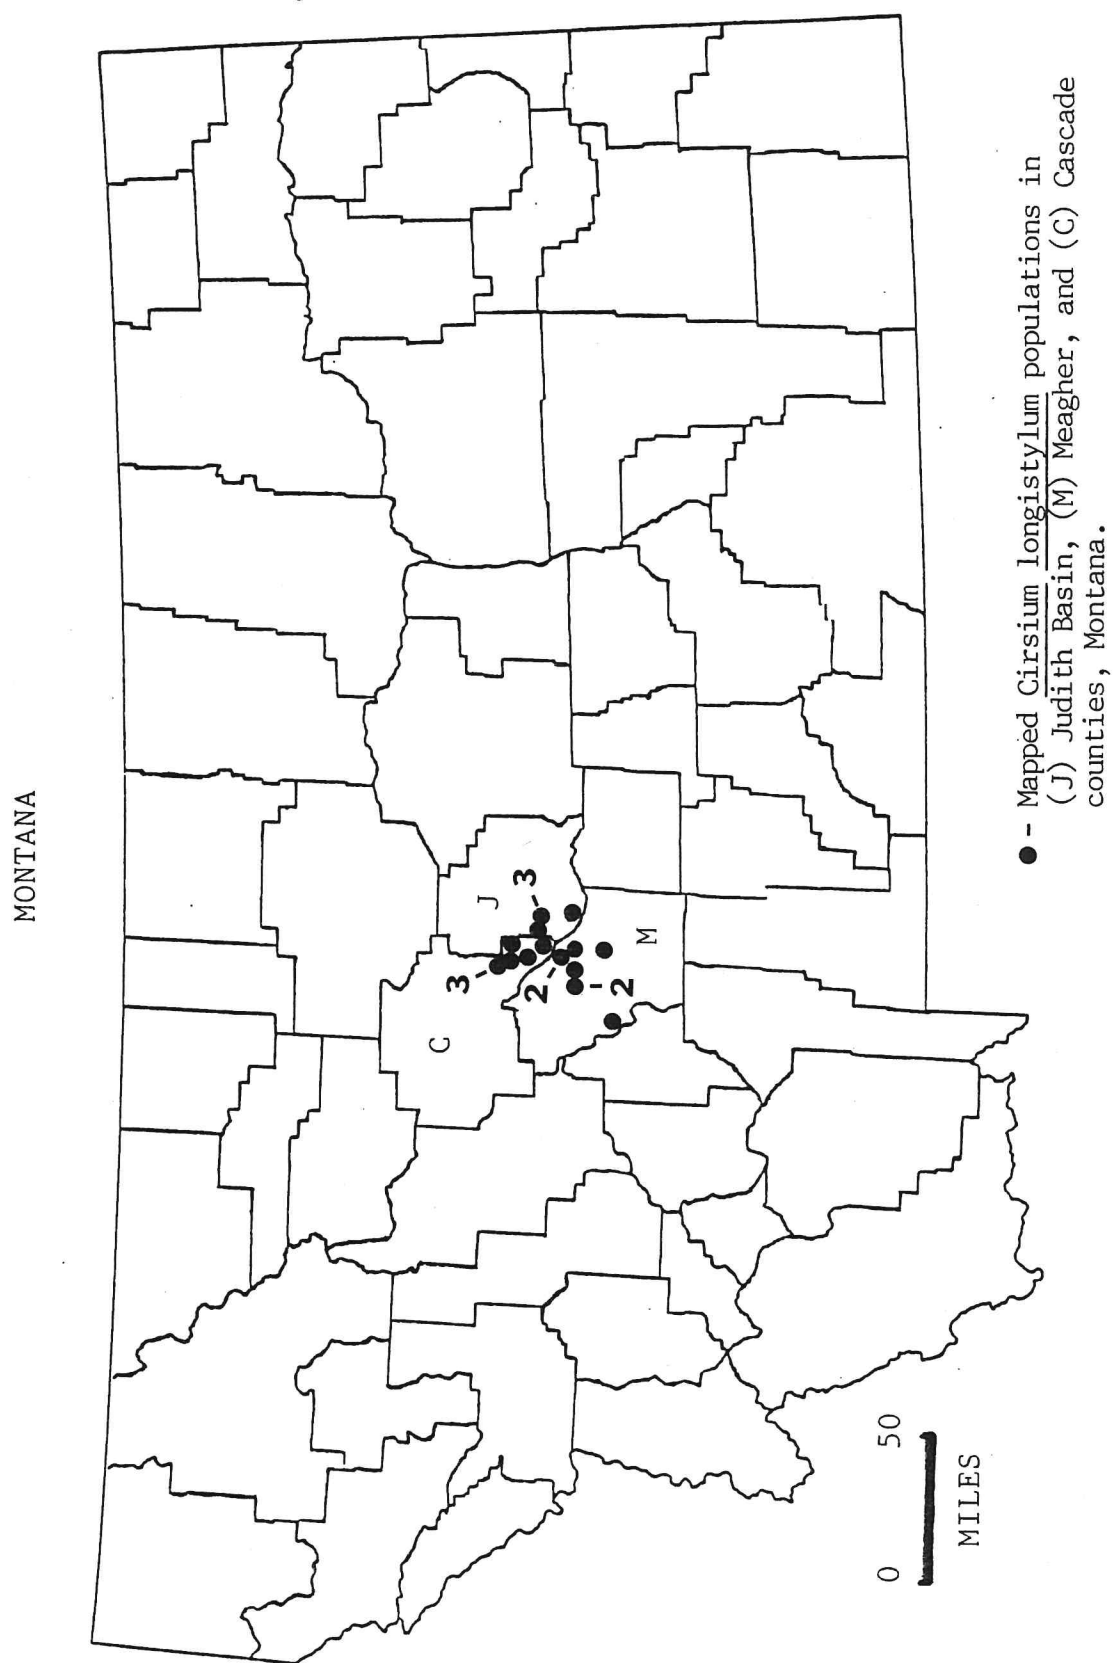 MONTANA
C
J
M
3
3
2
2
0 50
MILES
● - Mapped Cirsium longistylum populations in
(J) Judith Basin, (M) Meagher, and (C) Cascade
counties, Montana.